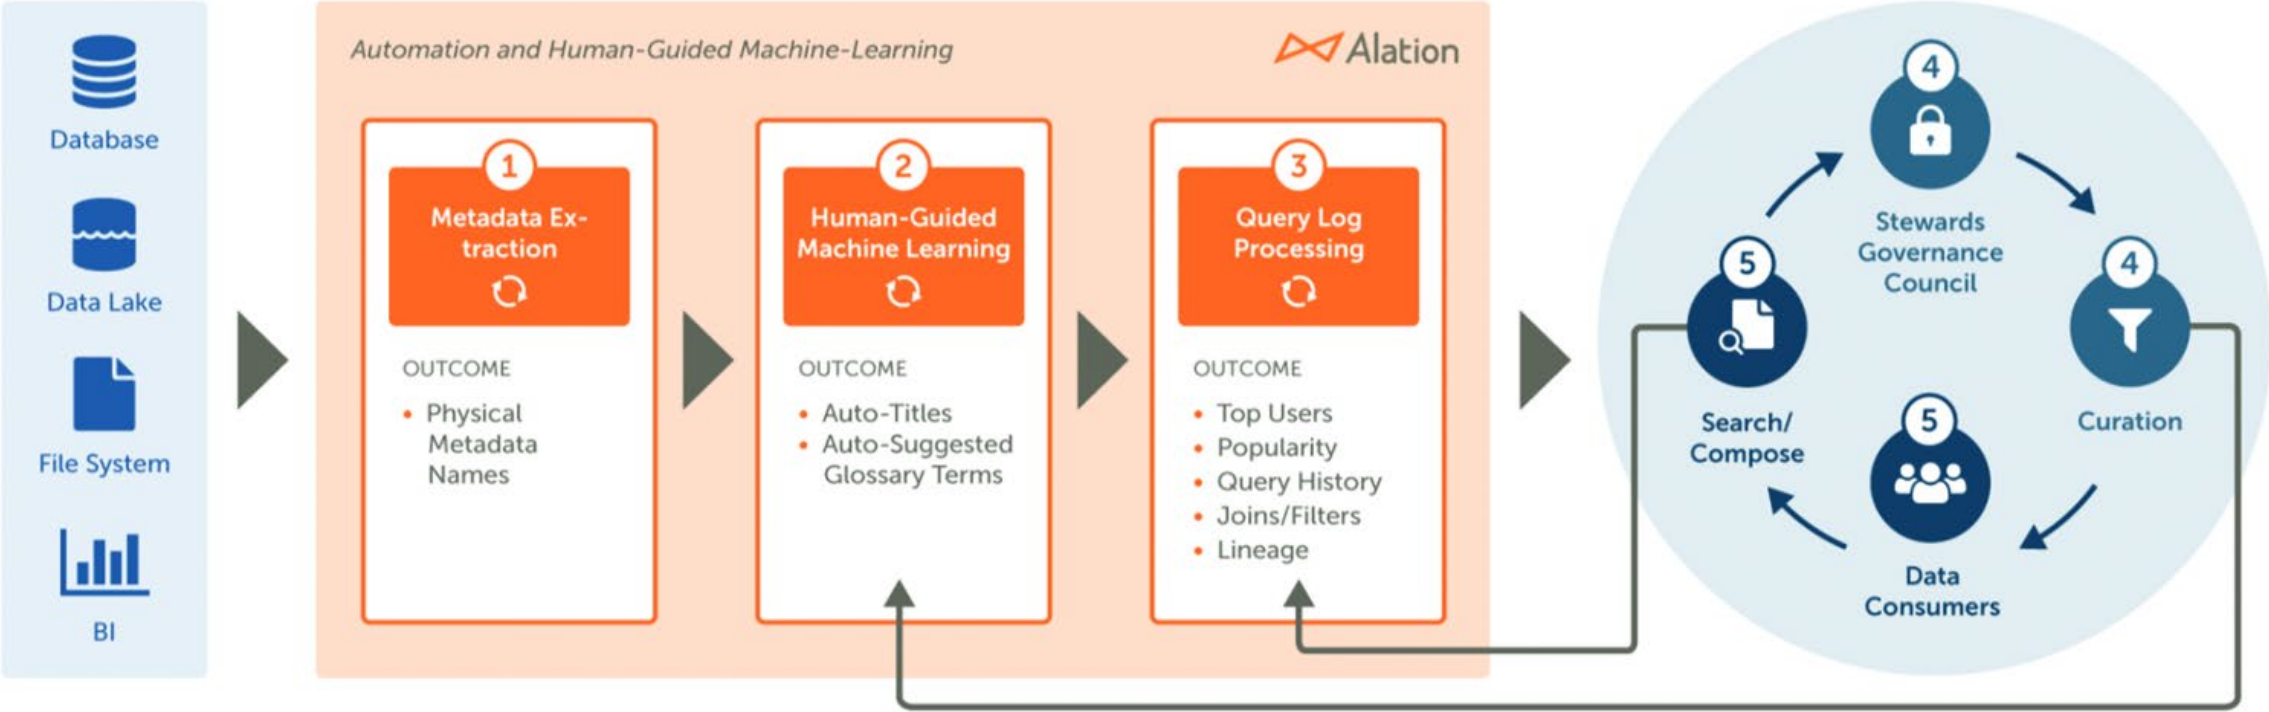 Database
Data Lake
File System
BI
Automation and Human-Guided Machine-Learning
Alation
1
Metadata Ex-
traction
OUTCOME
• Physical
Metadata
Names
2
Human-Guided
Machine Learning
OUTCOME
• Auto-Titles
• Auto-Suggested
Glossary Terms
3
Query Log
Processing
OUTCOME
• Top Users
• Popularity
• Query History
• Joins/Filters
• Lineage
4
Stewards
Governance
Council
4
Curation
5
Data
Consumers
5
Search/
Compose